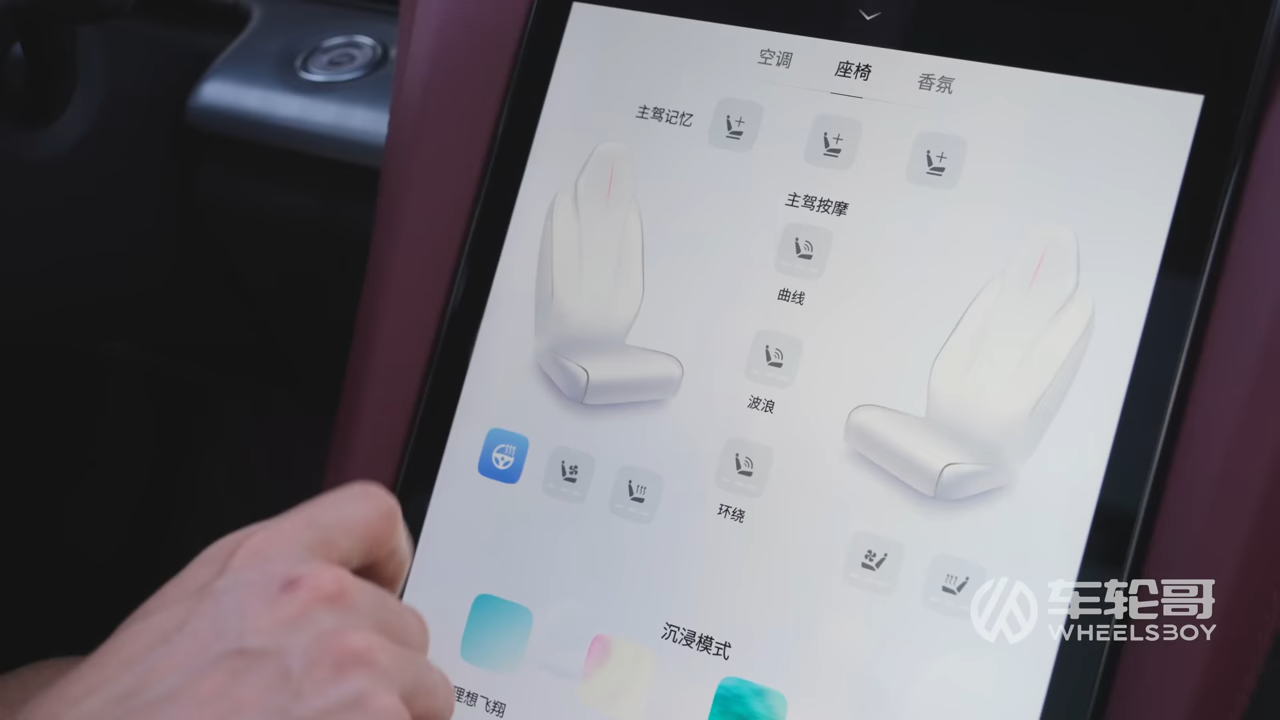 空调
座椅
香氛
主驾记忆
主驾按摩
曲线
波浪
环绕
沉浸模式
理想飞翔
车轮哥
WHEELSBOY